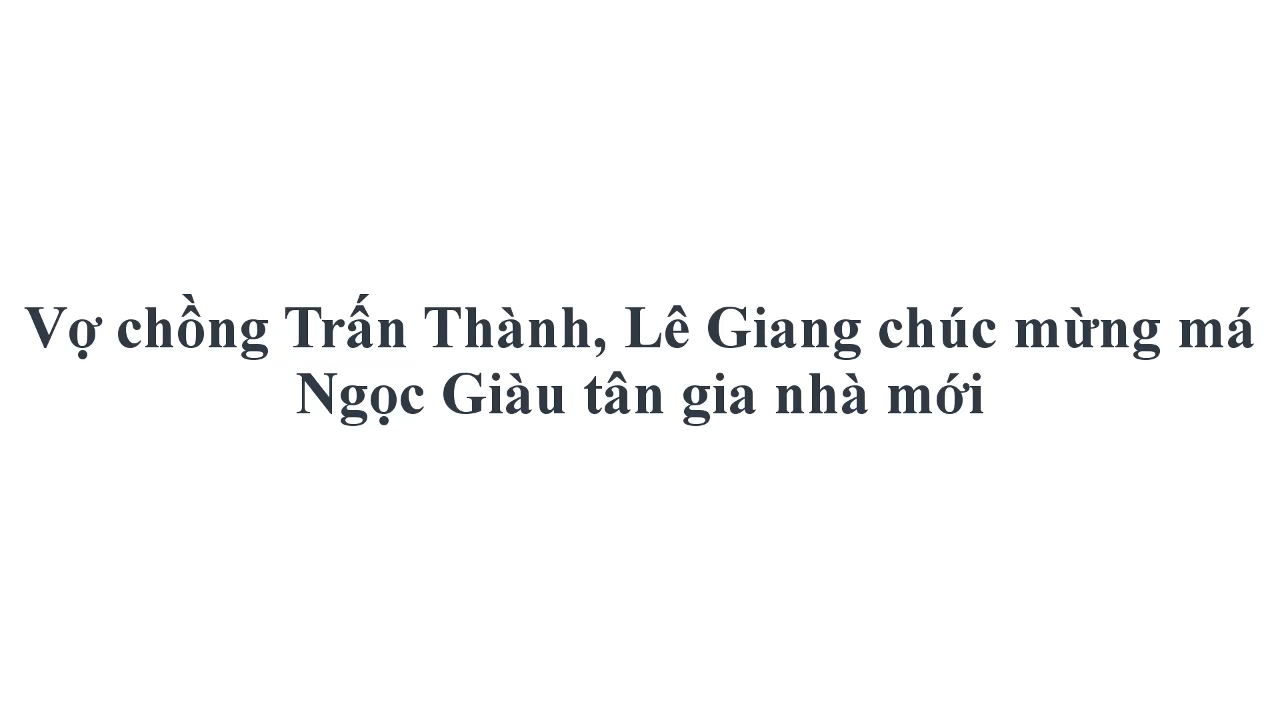 Vợ chồng Trấn Thành, Lê Giang chúc mừng má
Ngọc Giàu tân gia nhà mới